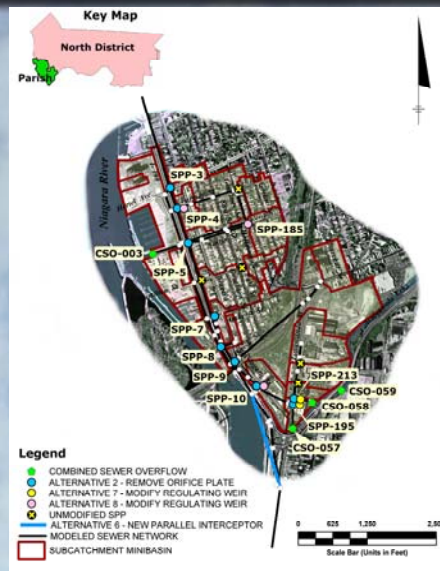 Key Map
North District
Parish
Niagara River
SPP-3
SPP-4
SPP-185
CSO-003
SPP-5
SPP-7
SPP-8
SPP-9
SPP-10
SPP-213
CSO-059
CSO-058
SPP-195
CSO-057
Legend
COMBINED SEWER OVERFLOW
ALTERNATIVE 2 - REMOVE ORIFICE PLATE
ALTERNATIVE 7 - MODIFY REGULATING WEIR
ALTERNATIVE 8 - MODIFY REGULATING WEIR
UNMODIFIED SPP
ALTERNATIVE 6 - NEW PARALLEL INTERCEPTOR
MODELED SEWER NETWORK
SUBCATCHMENT MINIBASIN
0 625 1,250
Scale Bar (Units in Feet)